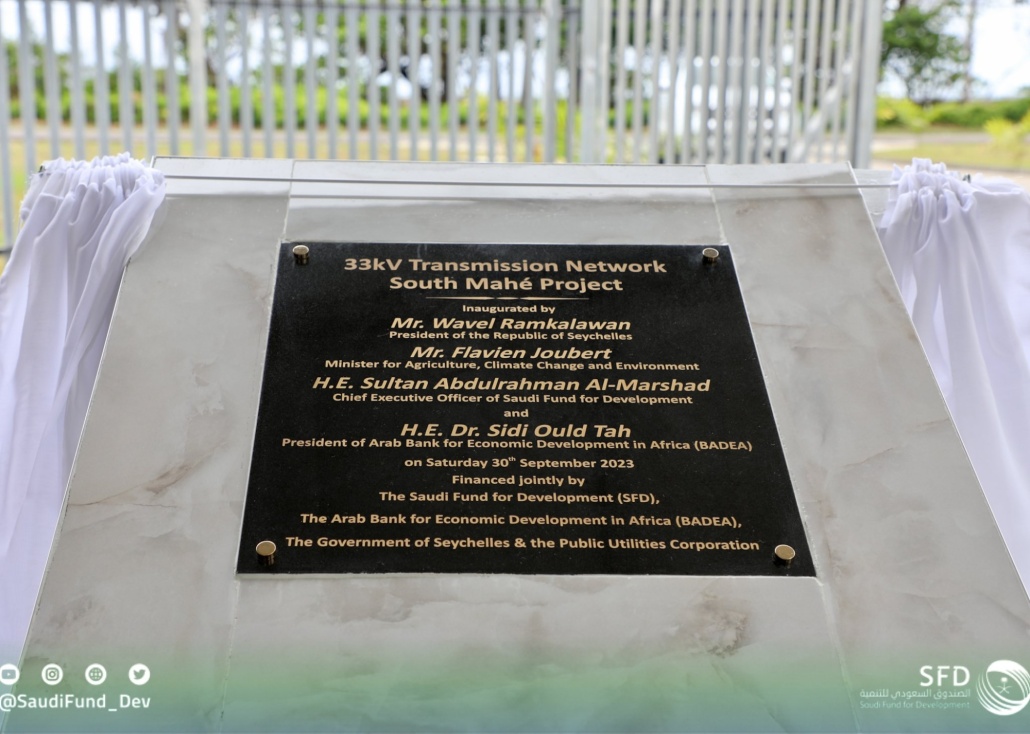 33kV Transmission Network
South Mahé Project
Inaugurated by
Mr. Wavel Ramkalawan
President of the Republic of Seychelles
Mr. Flavien Joubert
Minister for Agriculture, Climate Change and Environment
H.E. Sultan Abdulrahman Al-Marshad
Chief Executive Officer of Saudi Fund for Development
and
H.E. Dr. Sidi Ould Tah
President of Arab Bank for Economic Development in Africa (BADEA)
on Saturday 30th September 2023
Financed jointly by
The Saudi Fund for Development (SFD),
The Arab Bank for Economic Development in Africa (BADEA),
The Government of Seychelles & the Public Utilities Corporation
@SaudiFund_Dev
SFD
الصندوق السعودي للتنمية
Saudi Fund for Development